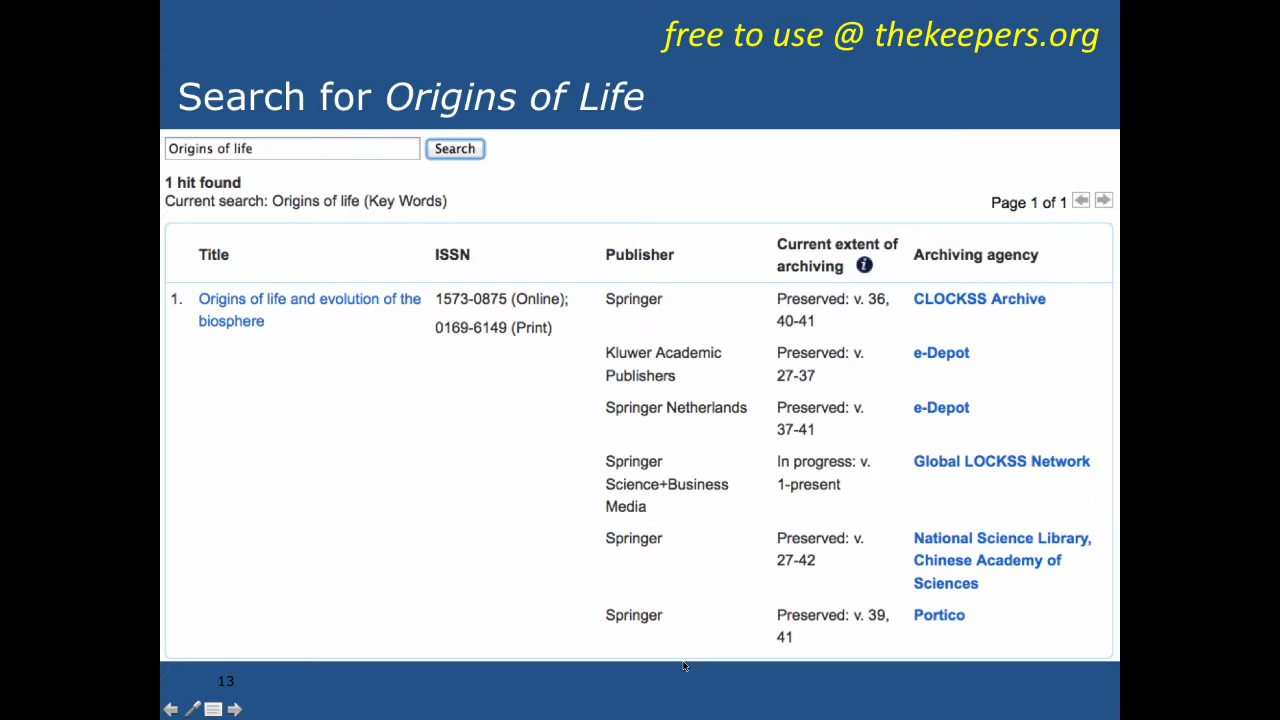 free to use @ thekeepers.org
Search for Origins of Life
Origins of life Search
1 hit found
Current search: Origins of life (Key Words)
Page 1 of 1
Title ISSN Publisher Current extent of archiving Archiving agency
1. Origins of life and evolution of the biosphere
1573-0875 (Online);
0169-6149 (Print)
Springer
Preserved: v. 36,
40-41
CLOCKSS Archive
Kluwer Academic
Publishers
Preserved: v.
27-37
e-Depot
Springer Netherlands
Preserved: v.
37-41
e-Depot
Springer
Science+Business
Media
In progress: v.
1-present
Global LOCKSS Network
Springer
Preserved: v.
27-42
National Science Library,
Chinese Academy of
Sciences
Springer
Preserved: v. 39,
41
Portico
13